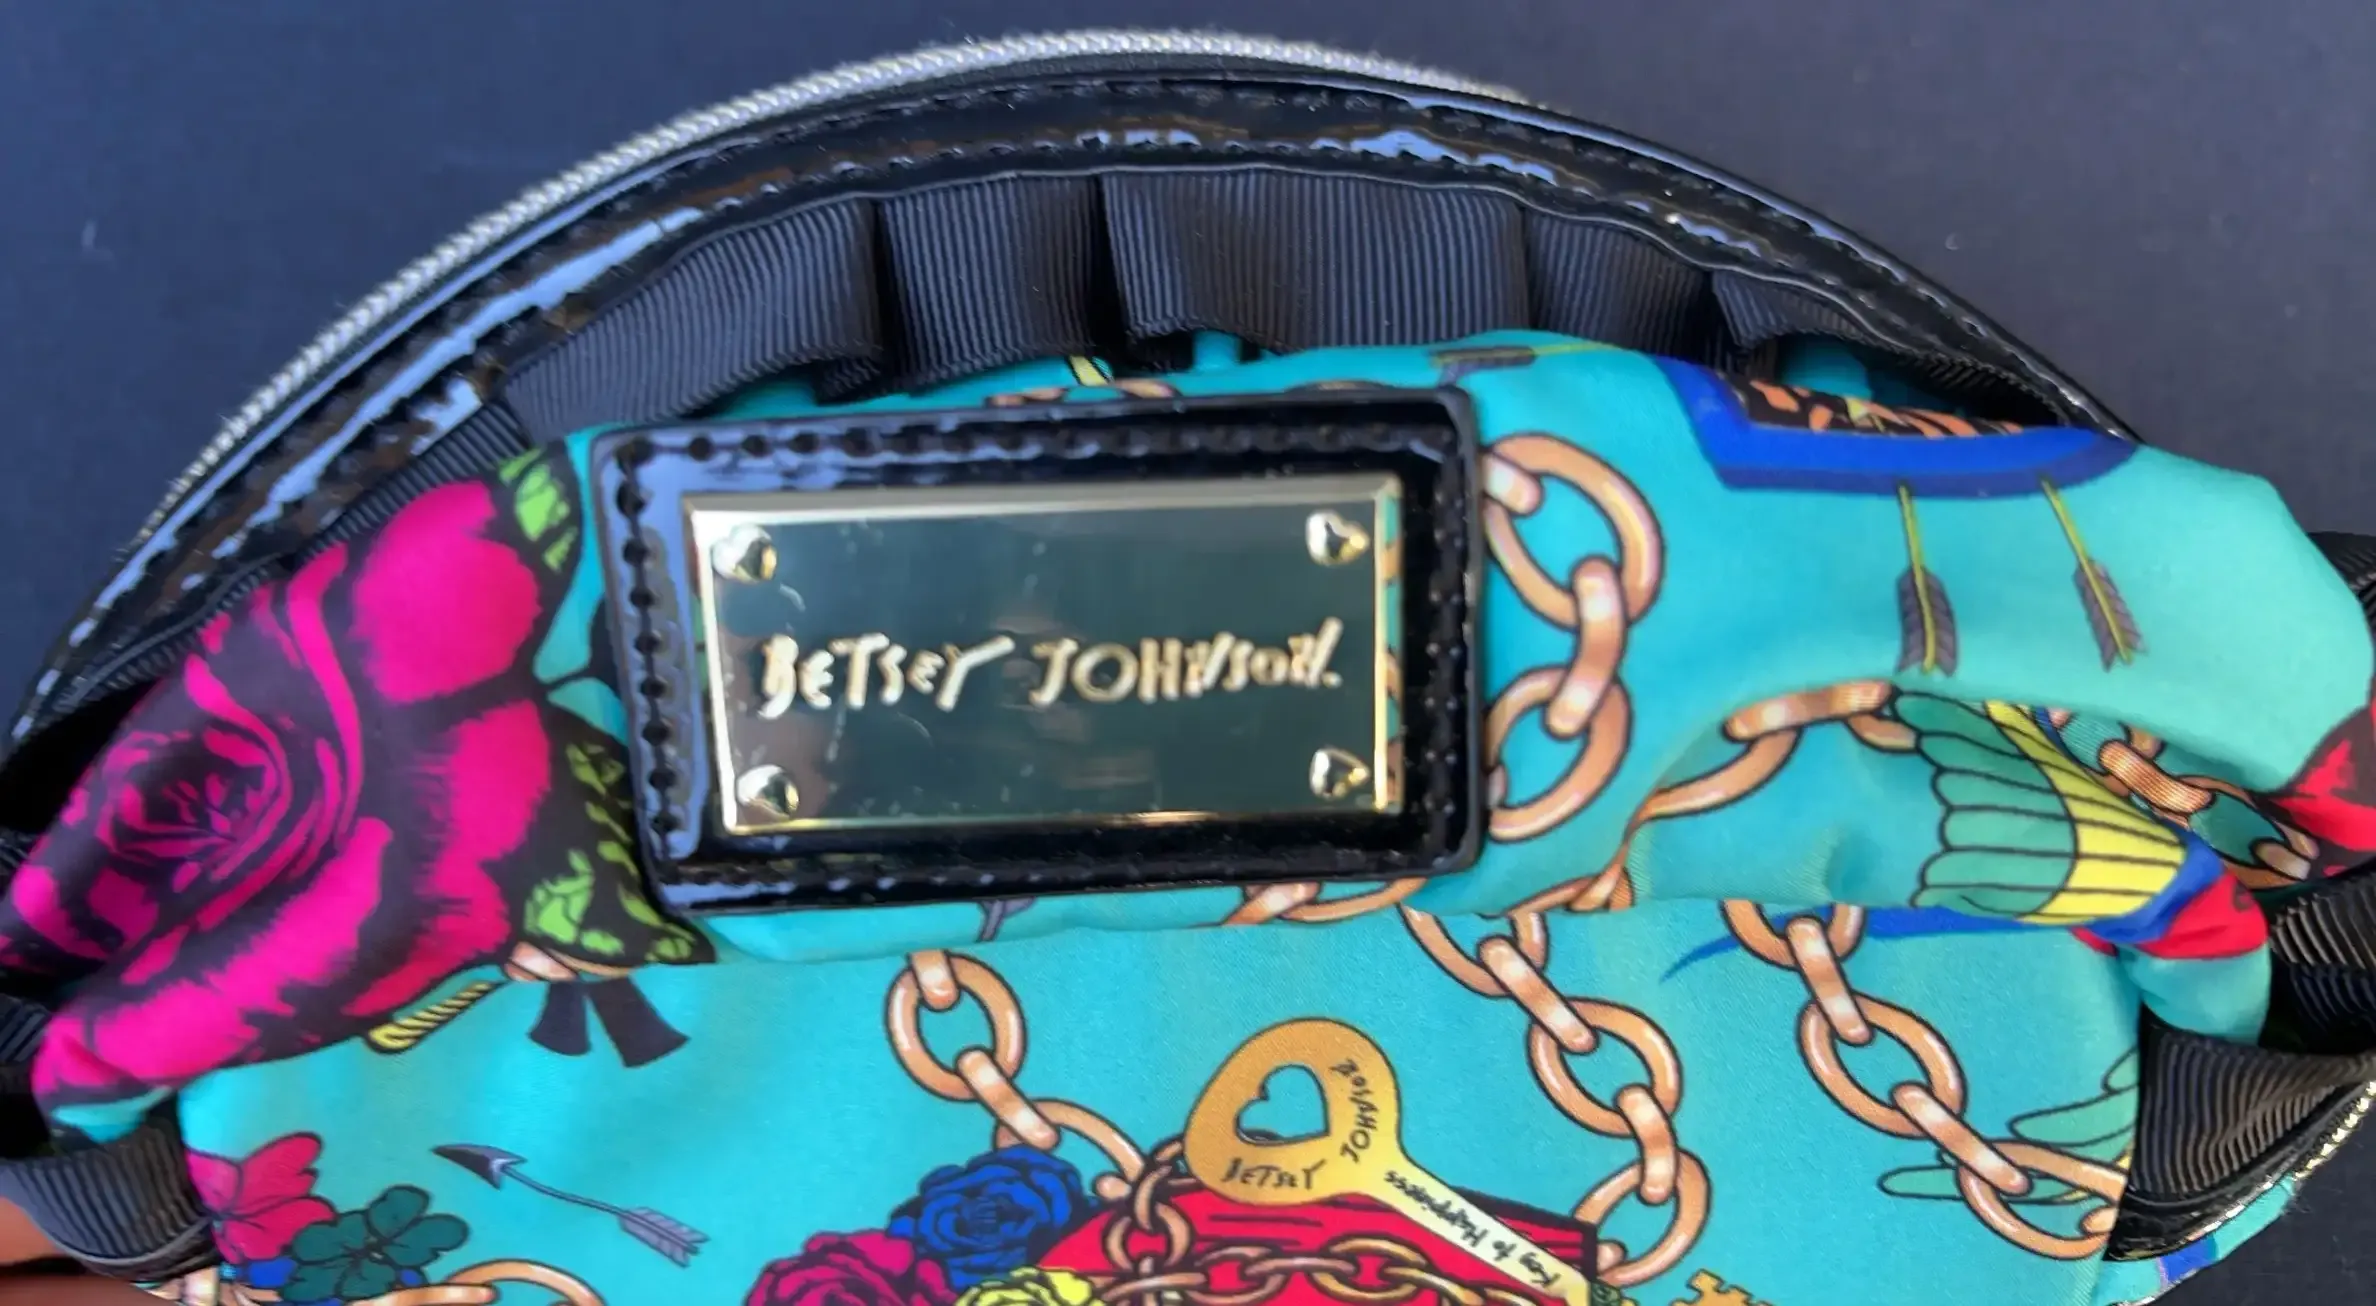 BETSEY JOHNSON.
BETSEY
JOHNSON
Key to Happiness